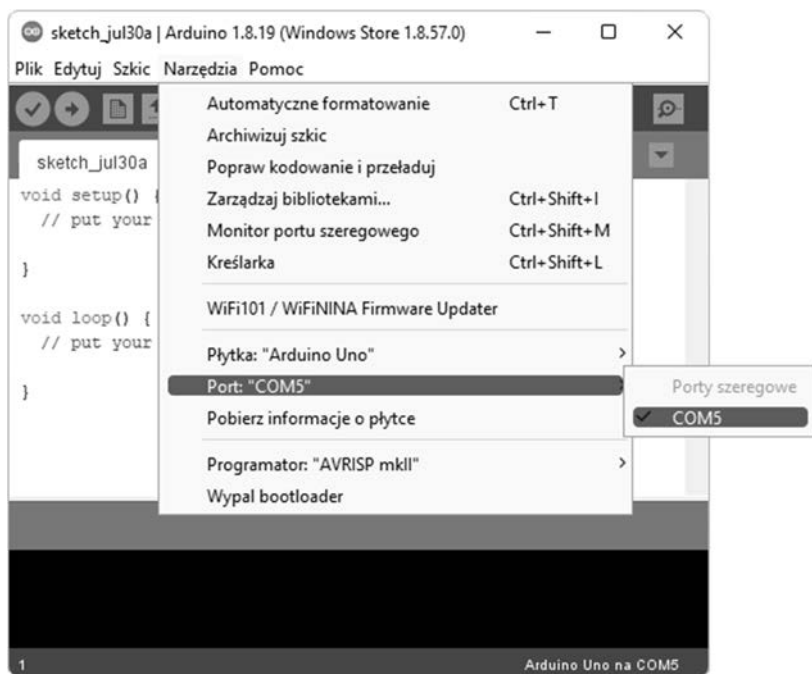 sketch_jul30a | Arduino 1.8.19 (Windows Store 1.8.57.0)
Plik Edytuj Szkic Narzędzia Pomoc
sketch_jul30a
void setup() {
// put your
}
void loop() {
// put your
}
Automatyczne formatowanie Ctrl+T
Archiwizuj szkic
Popraw kodowanie i przeładuj
Zarządzaj bibliotekami... Ctrl+Shift+I
Monitor portu szeregowego Ctrl+Shift+M
Kreślarka Ctrl+Shift+L
WiFi101 / WiFiNINA Firmware Updater
Płytka: "Arduino Uno"
Port: "COM5"
Pobierz informacje o płytce
Programator: "AVRISP mkII"
Wypal bootloader
Porty szeregowe
COM5
1 Arduino Uno na COM5